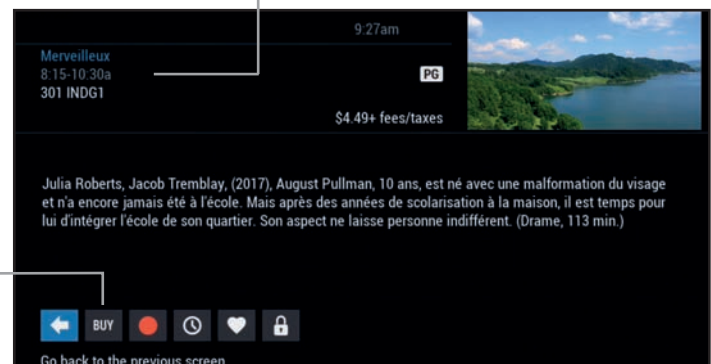 9:27am
Merveilleux
8:15-10:30a
PG
301 INDG1
$4.49+ fees/taxes
Julia Roberts, Jacob Tremblay, (2017), August Pullman, 10 ans, est né avec une malformation du visage
et n'a encore jamais été à l'école. Mais après des années de scolarisation à la maison, il est temps pour
lui d'intégrer l'école de son quartier. Son aspect ne laisse personne indifférent. (Drame, 113 min.)
BUY
Go back to the previous screen